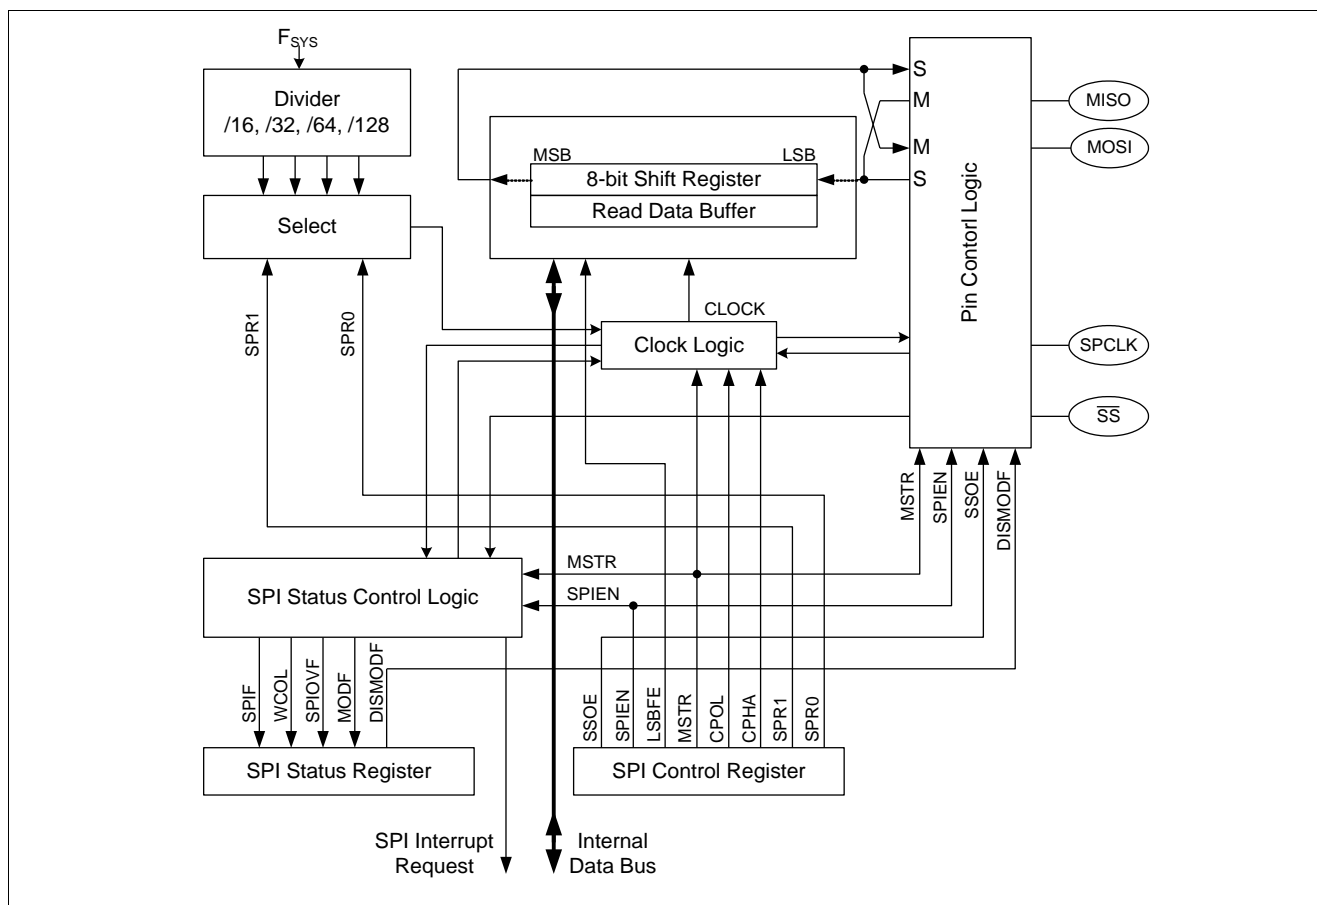 FSYS
Divider
/16, /32, /64, /128
Select
MSB
LSB
8-bit Shift Register
Read Data Buffer
S
M
M
S
Pin Contorl Logic
MISO
MOSI
SPCLK
SS
CLOCK
Clock Logic
SPR1
SPR0
MSTR
SPIEN
SSOE
DISMODF
SPI Status Control Logic
MSTR
SPIEN
SPIF
WCOL
SPIOVF
MODF
DISMODF
SSOE
SPIEN
LSBFE
MSTR
CPOL
CPHA
SPR1
SPR0
SPI Status Register
SPI Control Register
SPI Interrupt
Request
Internal
Data Bus